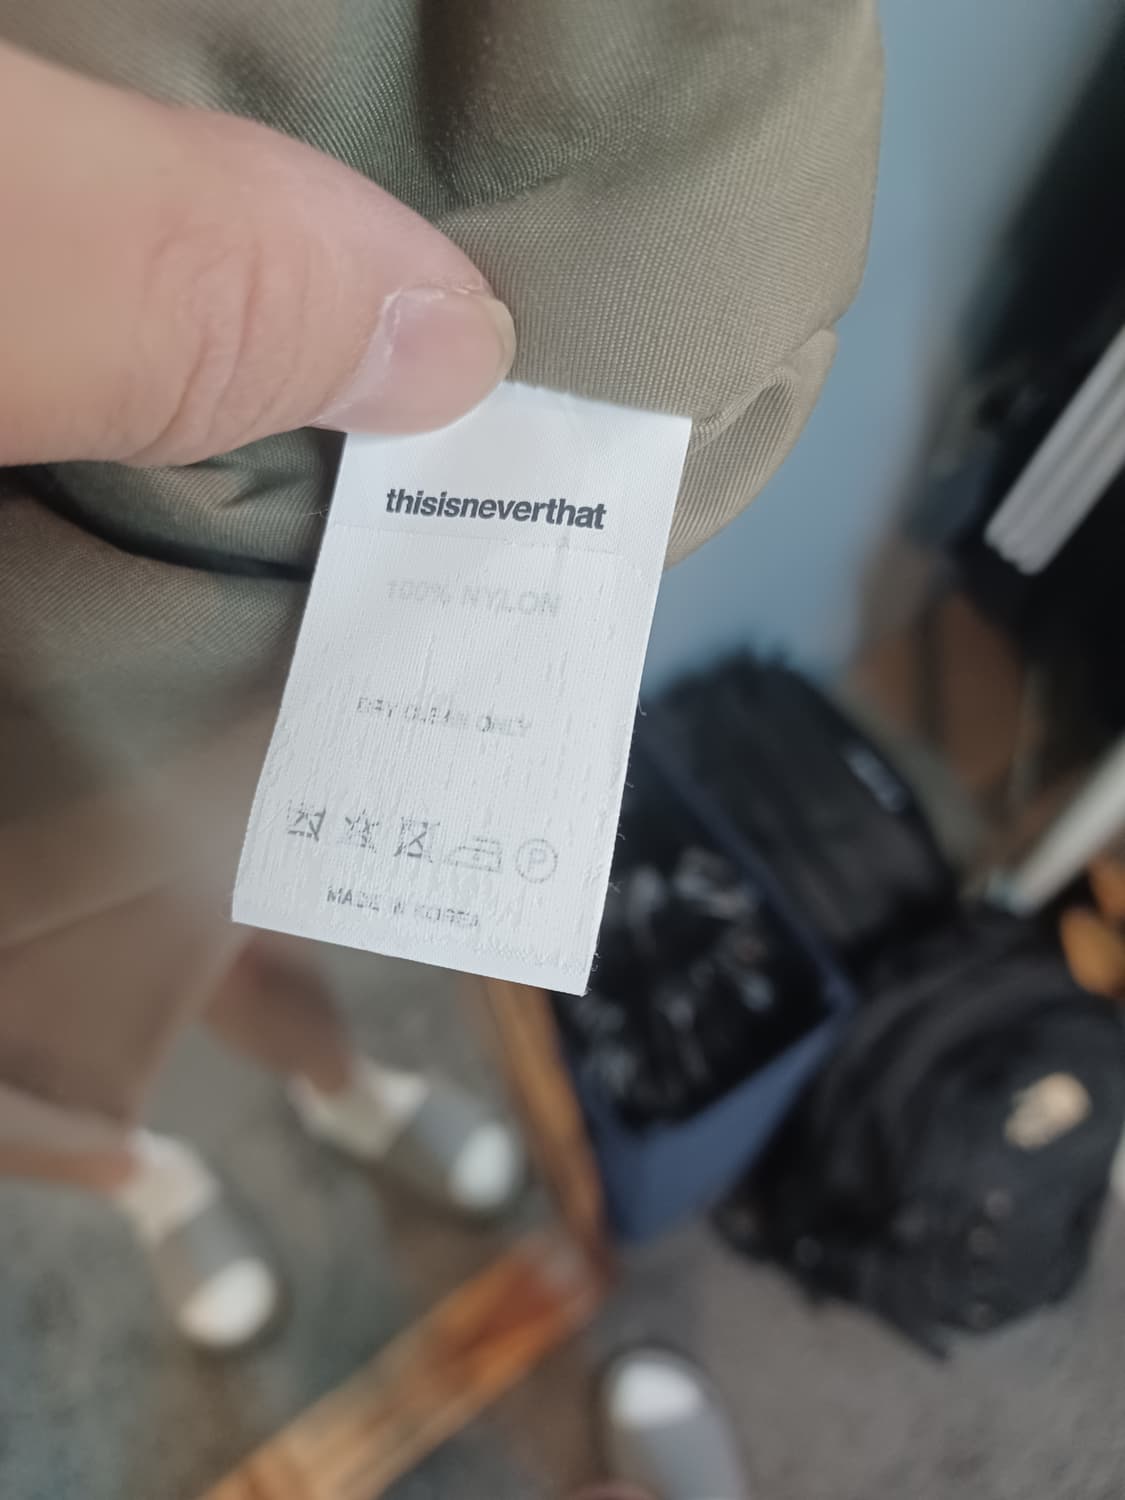 thisisneverthat
100% NYLON
DRY CLEAN ONLY
P
MADE IN KOREA